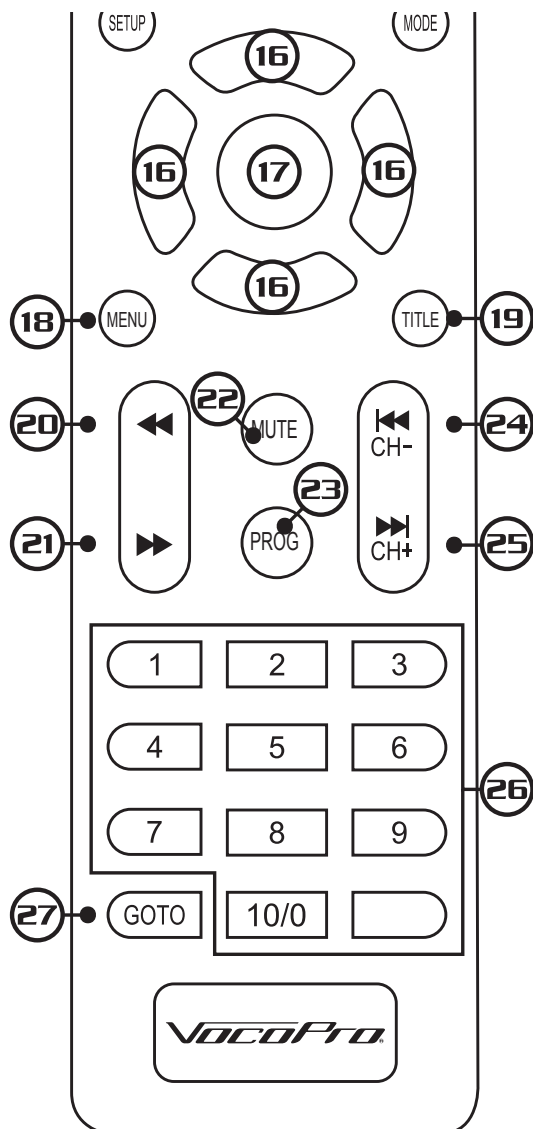 SETUP MODE
16
16 17 16
16
18 MENU TITLE 19
22
20 MUTE 24
CH-
23
21 PROG 25
CH+
1 2 3
4 5 6
26
7 8 9
27 GOTO 10/0
VocoPro®